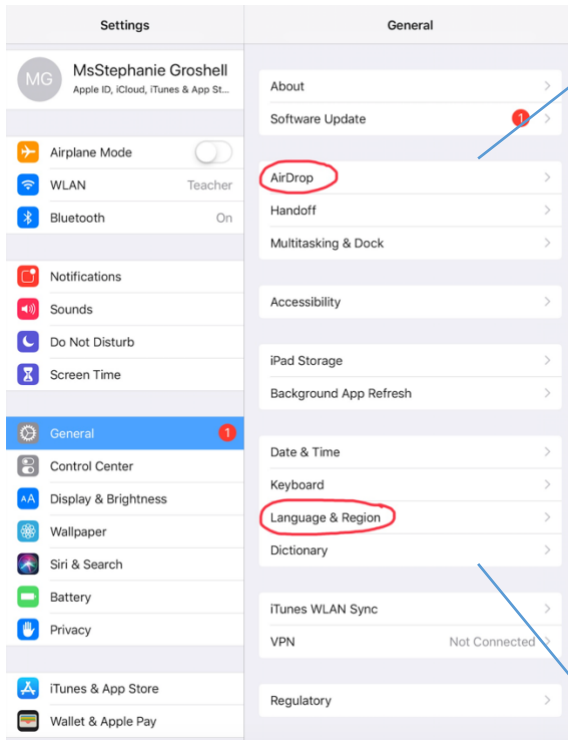 Settings
MG
MsStephanie Groshell
Apple ID, iCloud, iTunes & App St...
Airplane Mode
WLAN Teacher
Bluetooth On
Notifications
Sounds
Do Not Disturb
Screen Time
General 1
Control Center
AA Display & Brightness
Wallpaper
Siri & Search
Battery
Privacy
iTunes & App Store
Wallet & Apple Pay
General
About
Software Update 1
AirDrop
Handoff
Multitasking & Dock
Accessibility
iPad Storage
Background App Refresh
Date & Time
Keyboard
Language & Region
Dictionary
iTunes WLAN Sync
VPN Not Connected
Regulatory